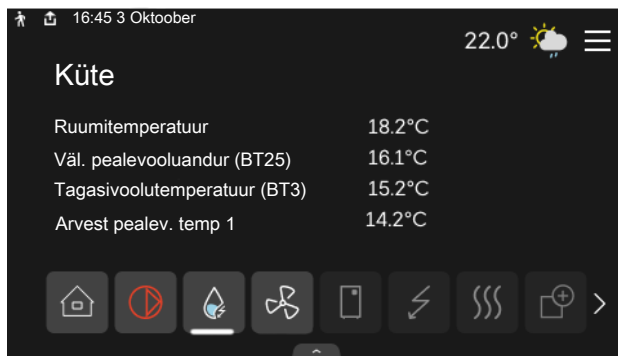 16:45 3 Oktoober
22.0°
Küte
Ruumitemperatuur 18.2°C
Väl. pealevooluandur (BT25) 16.1°C
Tagasivoolutemperatuur (BT3) 15.2°C
Arvest pealev. temp 1 14.2°C